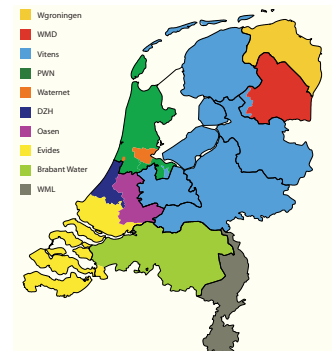 Wgroningen
WMD
Vitens
PWN
Waternet
DZH
Oasen
Evides
Brabant Water
WML